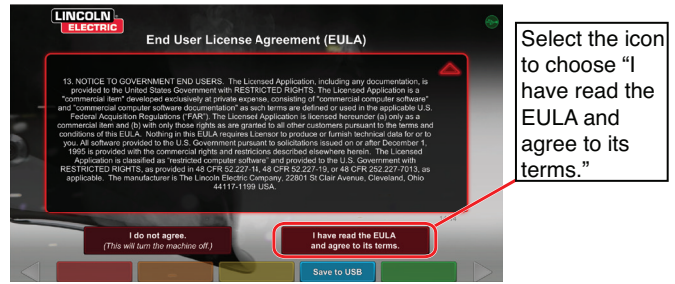 LINCOLN
ELECTRIC
End User License Agreement (EULA)
13. NOTICE TO GOVERNMENT END USERS. The Licensed Application, including any documentation, is
provided to the United States Government with RESTRICTED RIGHTS. The Licensed Application is a
"commercial item" developed exclusively at private expense, consisting of "commercial computer software"
and "commercial computer software documentation" as such terms are defined or used in the applicable U.S.
Federal Acquisition Regulations ("FAR"). The Licensed Application is licensed hereunder (a) only as a
commercial item and (b) with only those rights as are granted to all other customers pursuant to the terms and
conditions of this EULA. Nothing in this EULA requires Licensor to produce or furnish technical data for or to
you. All software provided to the U.S. Government pursuant to solicitations issued on or after December 1,
1995 is provided with the commercial rights and restricions described elsewhere herein. The Licensed
Application is classified as "restricted computer software" and provided to the U.S. Government with
RESTRICTED RIGHTS, as provided in 48 CFR 52.227-14, 48 CFR 52.227-19, or 48 CFR 252.227-7013, as
applicable. The manufacturer is The Lincoln Electric Company, 22801 St Clair Avenue, Cleveland, Ohio
44117-1199 USA.
I do not agree.
(This will turn the machine off.)
I have read the EULA
and agree to its terms.
Save to USB
Select the icon
to choose “I
have read the
EULA and
agree to its
terms.”